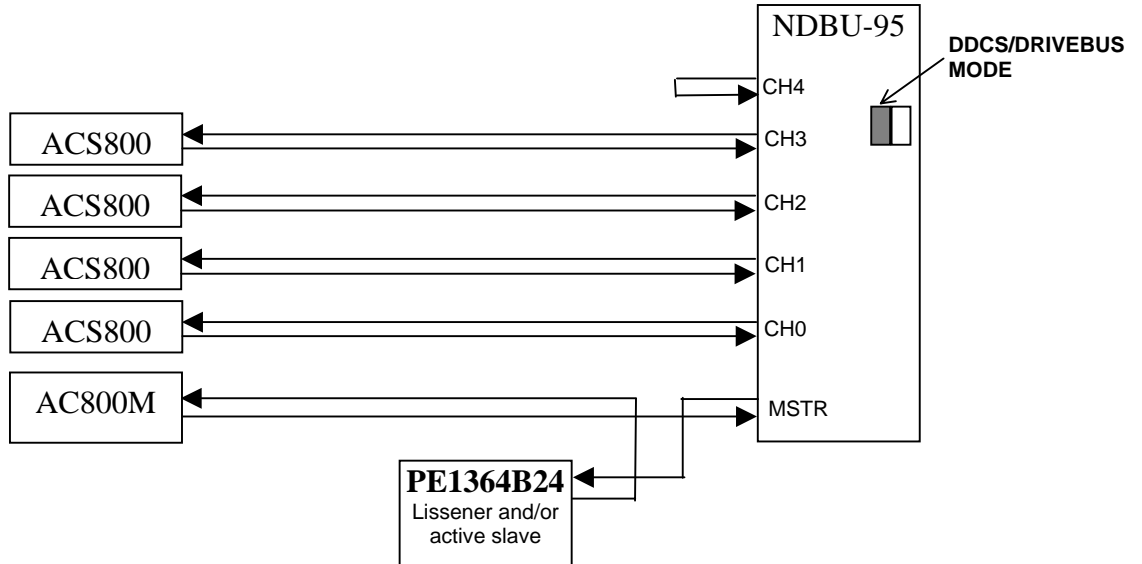 NDBU-95
DDCS/DRIVEBUS
MODE
CH4
ACS800
CH3
ACS800
CH2
ACS800
CH1
ACS800
CH0
AC800M
MSTR
PE1364B24
Lissener and/or
active slave